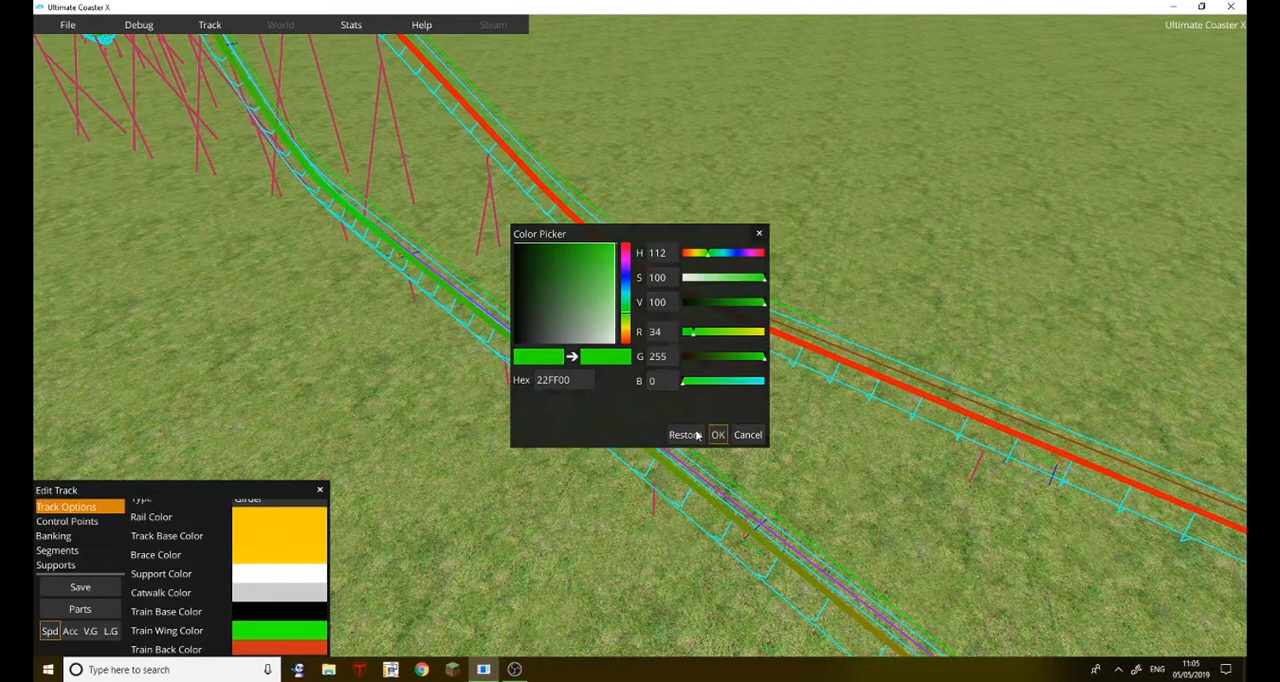 Ultimate Coaster X
File Debug Track World Stats Help Steam
Ultimate Coaster X
Color Picker
H 112
S 100
V 100
R 34
G 255
Hex 22FF00
B 0
OK Cancel
Edit Track
Track Options
Control Points
Banking
Segments
Supports
Save
Parts
Spd Acc V.G L.G
Type
Girder
Rail Color
Track Base Color
Brace Color
Support Color
Catwalk Color
Train Base Color
Train Wing Color
Train Back Color
Type here to search
ENG
11:05
05/05/2019